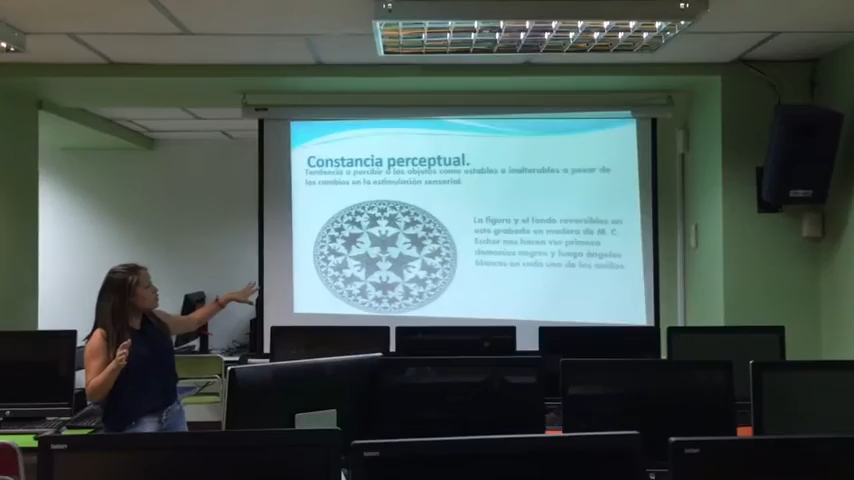 Constancia perceptual.
Tendencia a percibir a los objetos como estables e inalterables a pesar de
los cambios en la estimulación sensorial.
La figura y el fondo reversibles en
este grabado en madera de M. C.
Escher nos hacen ver primero
demonios negros y luego ángeles
blancos en cada uno de los anillos.